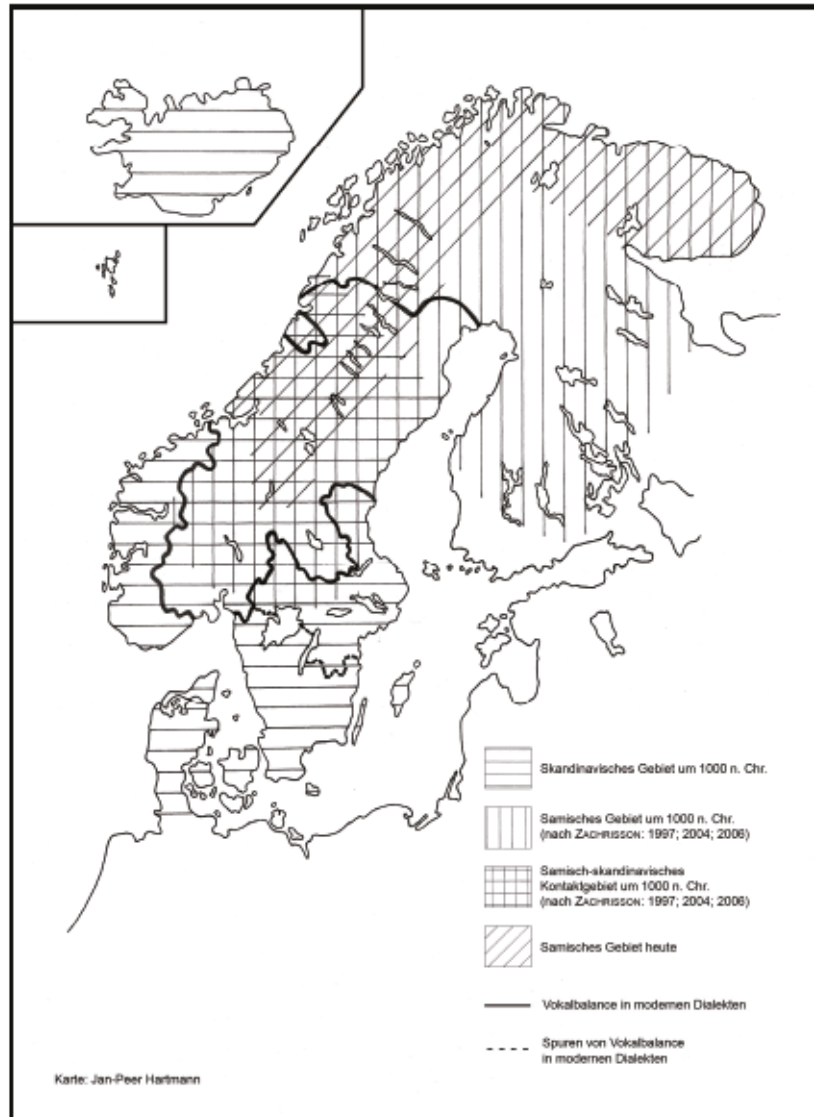 Skandinavisches Gebiet um 1000 n. Chr.
Samisches Gebiet um 1000 n. Chr.
(nach ZACHRISSON: 1997; 2004; 2006)
Samisch-skandinavisches
Kontaktgebiet um 1000 n. Chr.
(nach ZACHRISSON: 1997; 2004; 2006)
Samisches Gebiet heute
Vokalbalance in modernen Dialekten
Spuren von Vokalbalance
in modernen Dialekten
Karte: Jan-Peer Hartmann